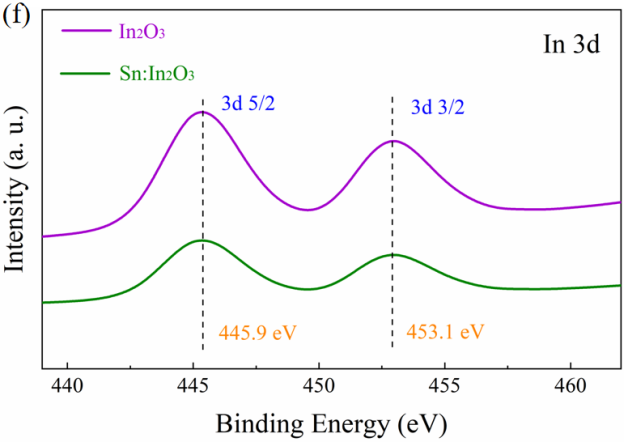 (f)
In₂O₃
Sn:In₂O₃
In 3d
3d 5/2
3d 3/2
Intensity (a. u.)
445.9 eV
453.1 eV
440 445 450 455 460
Binding Energy (eV)